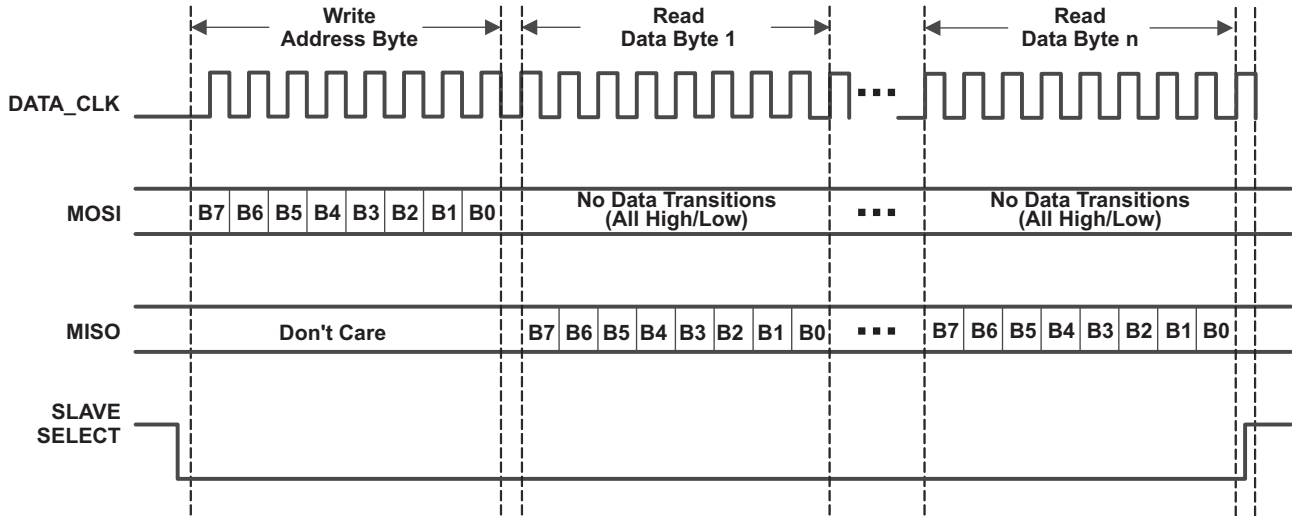 Write
Address Byte
Read
Data Byte 1
Read
Data Byte n
DATA_CLK
MOSI
B7 B6 B5 B4 B3 B2 B1 B0
No Data Transitions
(All High/Low)
No Data Transitions
(All High/Low)
MISO
Don't Care
B7 B6 B5 B4 B3 B2 B1 B0
B7 B6 B5 B4 B3 B2 B1 B0
SLAVE
SELECT